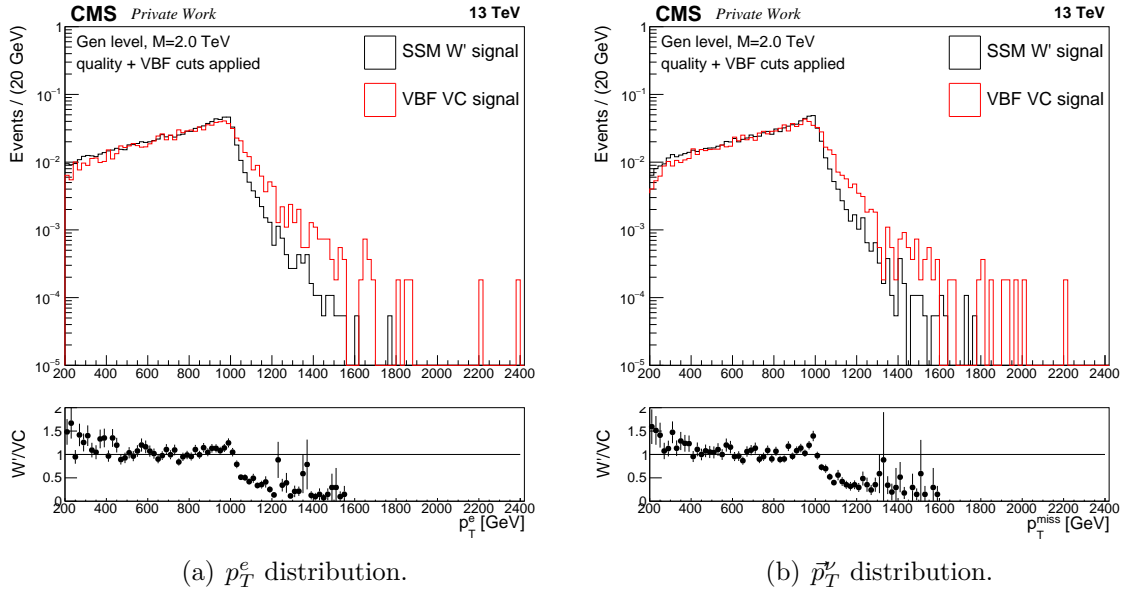 CMS Private Work 13 TeV
Gen level, M=2.0 TeV
quality + VBF cuts applied
SSM W' signal
VBF VC signal
Events / (20 GeV)
1
10⁻¹
10⁻²
10⁻³
10⁻⁴
10⁻⁵
200 400 600 800 1000 1200 1400 1600 1800 2000 2200 2400
W'/VC
2
1.5
1
0.5
0
200 400 600 800 1000 1200 1400 1600 1800 2000 2200 2400
p_T^e [GeV]
(a) p_T^e distribution.
CMS Private Work 13 TeV
Gen level, M=2.0 TeV
quality + VBF cuts applied
SSM W' signal
VBF VC signal
Events / (20 GeV)
1
10⁻¹
10⁻²
10⁻³
10⁻⁴
10⁻⁵
200 400 600 800 1000 1200 1400 1600 1800 2000 2200 2400
W'/VC
2
1.5
1
0.5
0
200 400 600 800 1000 1200 1400 1600 1800 2000 2200 2400
p_T^miss [GeV]
(b) p⃗_T^ν distribution.